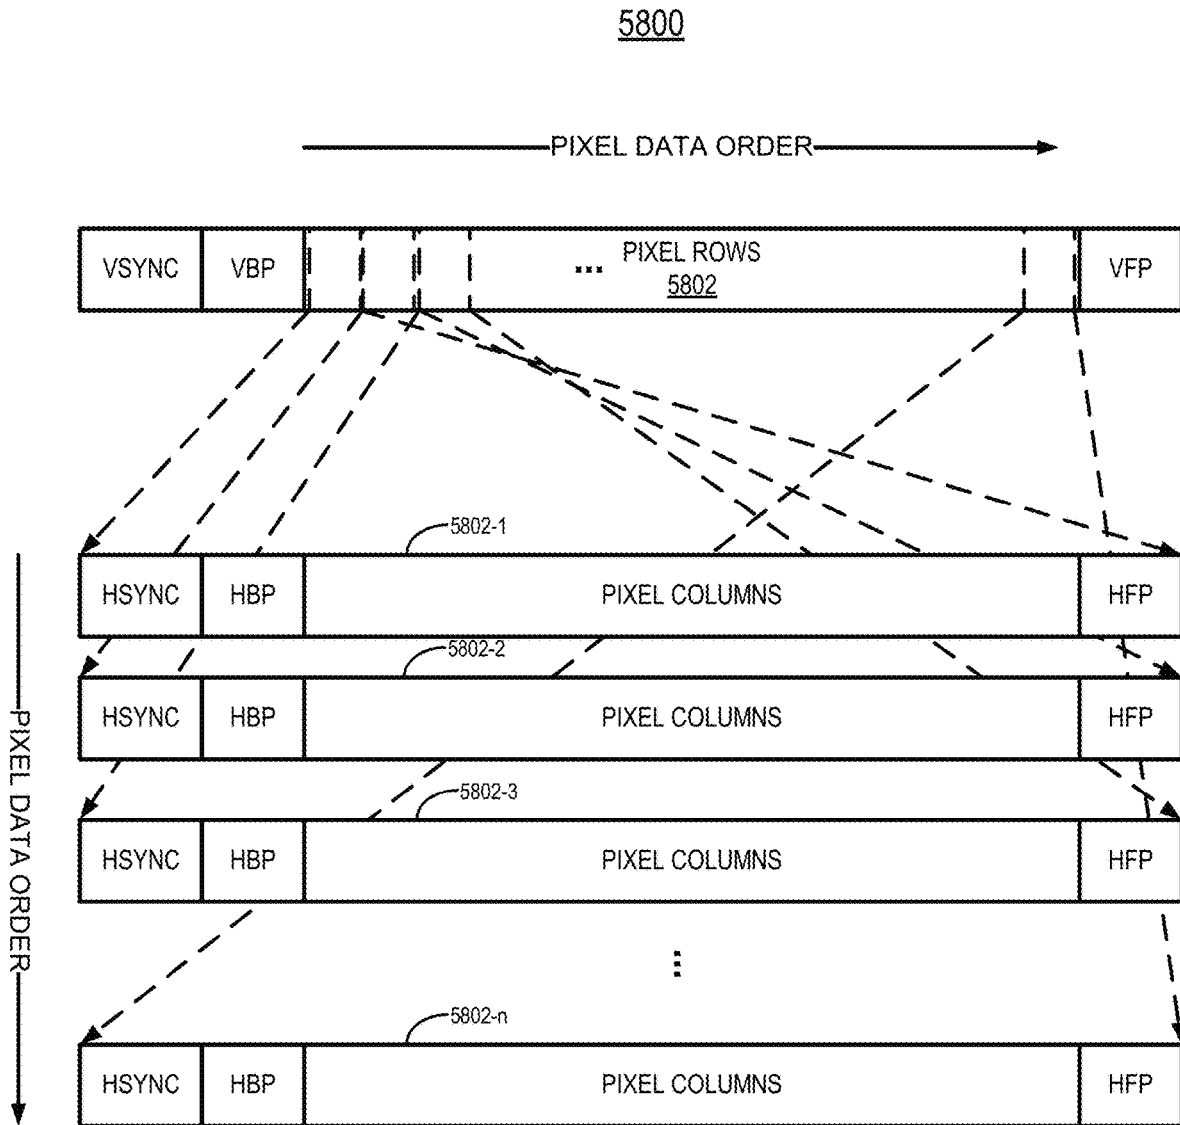 5800
PIXEL DATA ORDER
VSYNC VBP ... PIXEL ROWS VFP
5802
5802-1
HSYNC HBP PIXEL COLUMNS HFP
5802-2
HSYNC HBP PIXEL COLUMNS HFP
5802-3
HSYNC HBP PIXEL COLUMNS HFP
...
5802-n
HSYNC HBP PIXEL COLUMNS HFP
PIXEL DATA ORDER